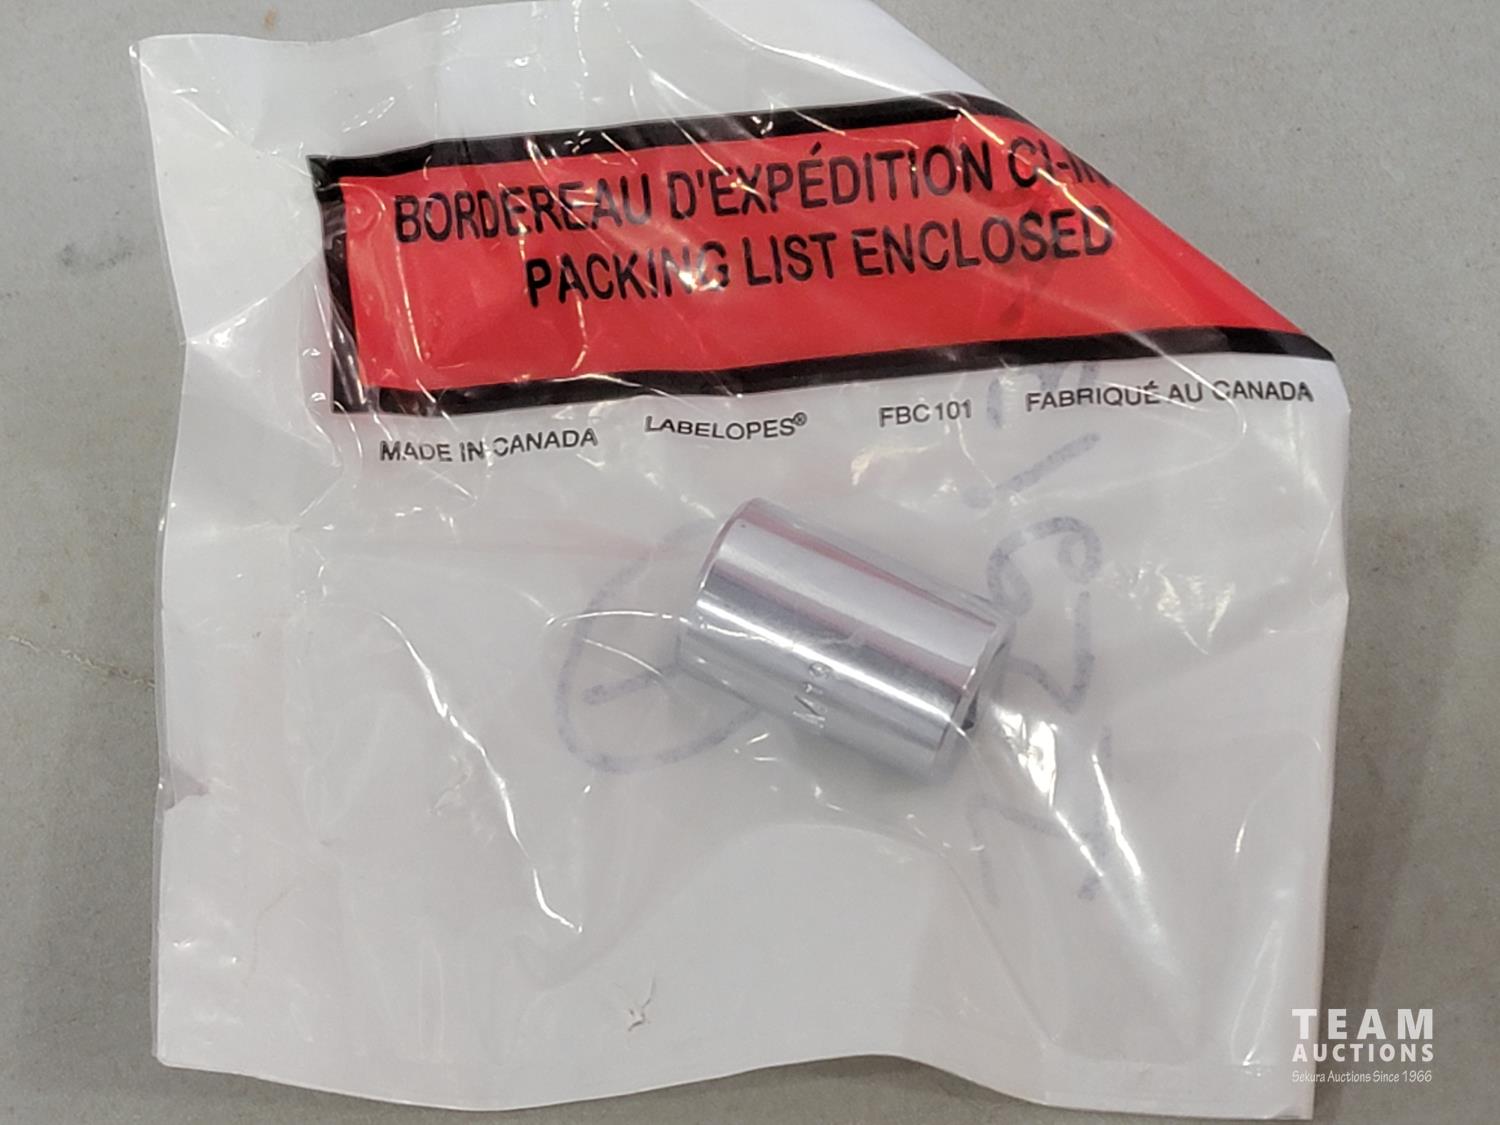 BORDEREAU D'EXPÉDITION CI-IN
PACKING LIST ENCLOSED
MADE IN CANADA LABELOPES® FBC101 FABRIQUÉ AU CANADA
TEAM
AUCTIONS
Sekura Auctions Since 1966